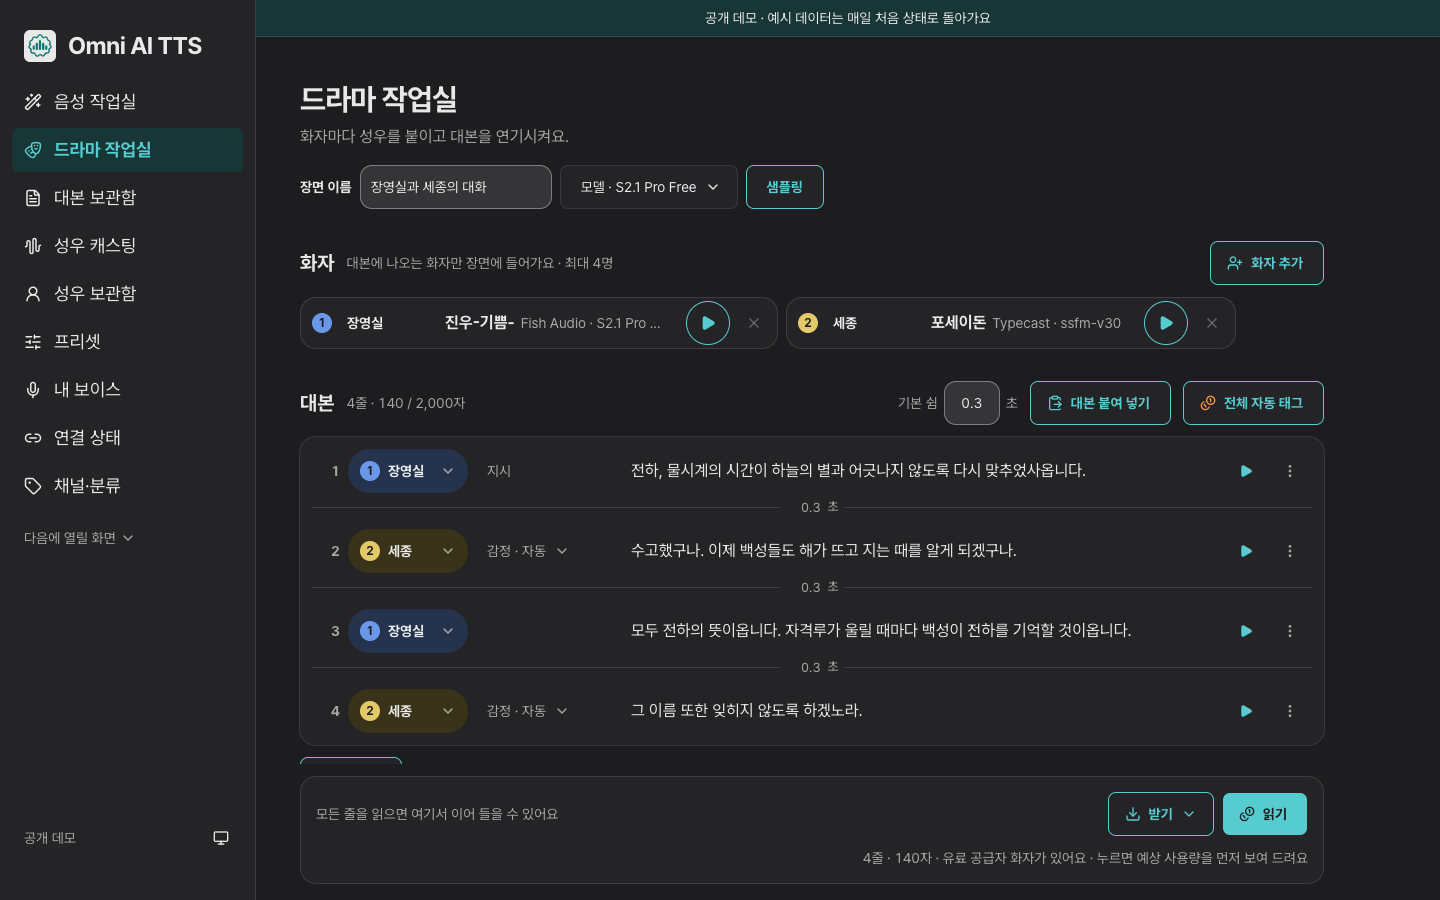 공개 데모 · 예시 데이터는 매일 처음 상태로 돌아가요
Omni AI TTS
음성 작업실
드라마 작업실
대본 보관함
성우 캐스팅
성우 보관함
프리셋
내 보이스
연결 상태
채널·분류
다음에 열릴 화면
공개 데모
드라마 작업실
화자마다 성우를 붙이고 대본을 연기시켜요.
장면 이름 장영실과 세종의 대화 모델 · S2.1 Pro Free 샘플링
화자 대본에 나오는 화자만 장면에 들어가요 · 최대 4명 화자 추가
1 장영실 진우-기쁨- Fish Audio · S2.1 Pro ... 2 세종 포세이돈 Typecast · ssfm-v30
대본 4줄 · 140 / 2,000자 기본 쉼 0.3 초 대본 붙여 넣기 전체 자동 태그
1 1 장영실 지시 전하, 물시계의 시간이 하늘의 별과 어긋나지 않도록 다시 맞추었사옵니다.
0.3 초
2 2 세종 감정 · 자동 수고했구나. 이제 백성들도 해가 뜨고 지는 때를 알게 되겠구나.
0.3 초
3 1 장영실 모두 전하의 뜻이옵니다. 자격루가 울릴 때마다 백성이 전하를 기억할 것이옵니다.
0.3 초
4 2 세종 감정 · 자동 그 이름 또한 잊히지 않도록 하겠노라.
모든 줄을 읽으면 여기서 이어 들을 수 있어요 받기 읽기
4줄 · 140자 · 유료 공급자 화자가 있어요 · 누르면 예상 사용량을 먼저 보여 드려요